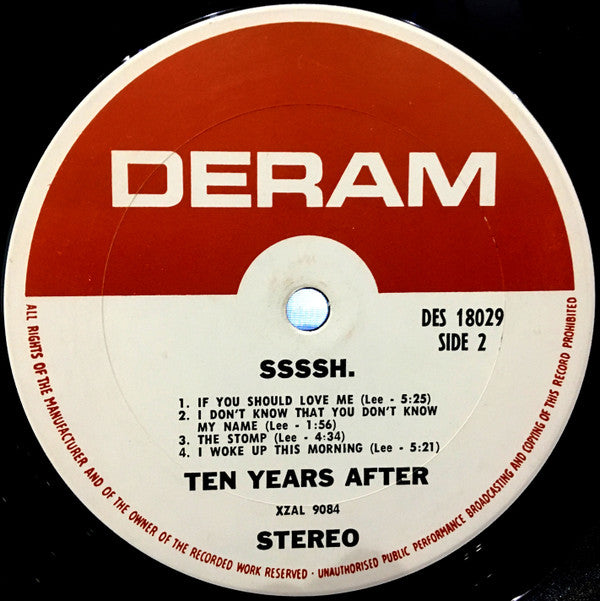 DERAM
DES 18029
SIDE 2
SSSSH.
1. IF YOU SHOULD LOVE ME (Lee - 5:25)
2. I DON'T KNOW THAT YOU DON'T KNOW
MY NAME (Lee - 1:56)
3. THE STOMP (Lee - 4:34)
4. I WOKE UP THIS MORNING (Lee - 5:21)
TEN YEARS AFTER
XZAL 9084
STEREO
ALL RIGHTS OF THE MANUFACTURER AND OF THE OWNER OF THE RECORDED WORK RESERVED · UNAUTHORISED PUBLIC PERFORMANCE BROADCASTING AND COPYING OF THIS RECORD PROHIBITED